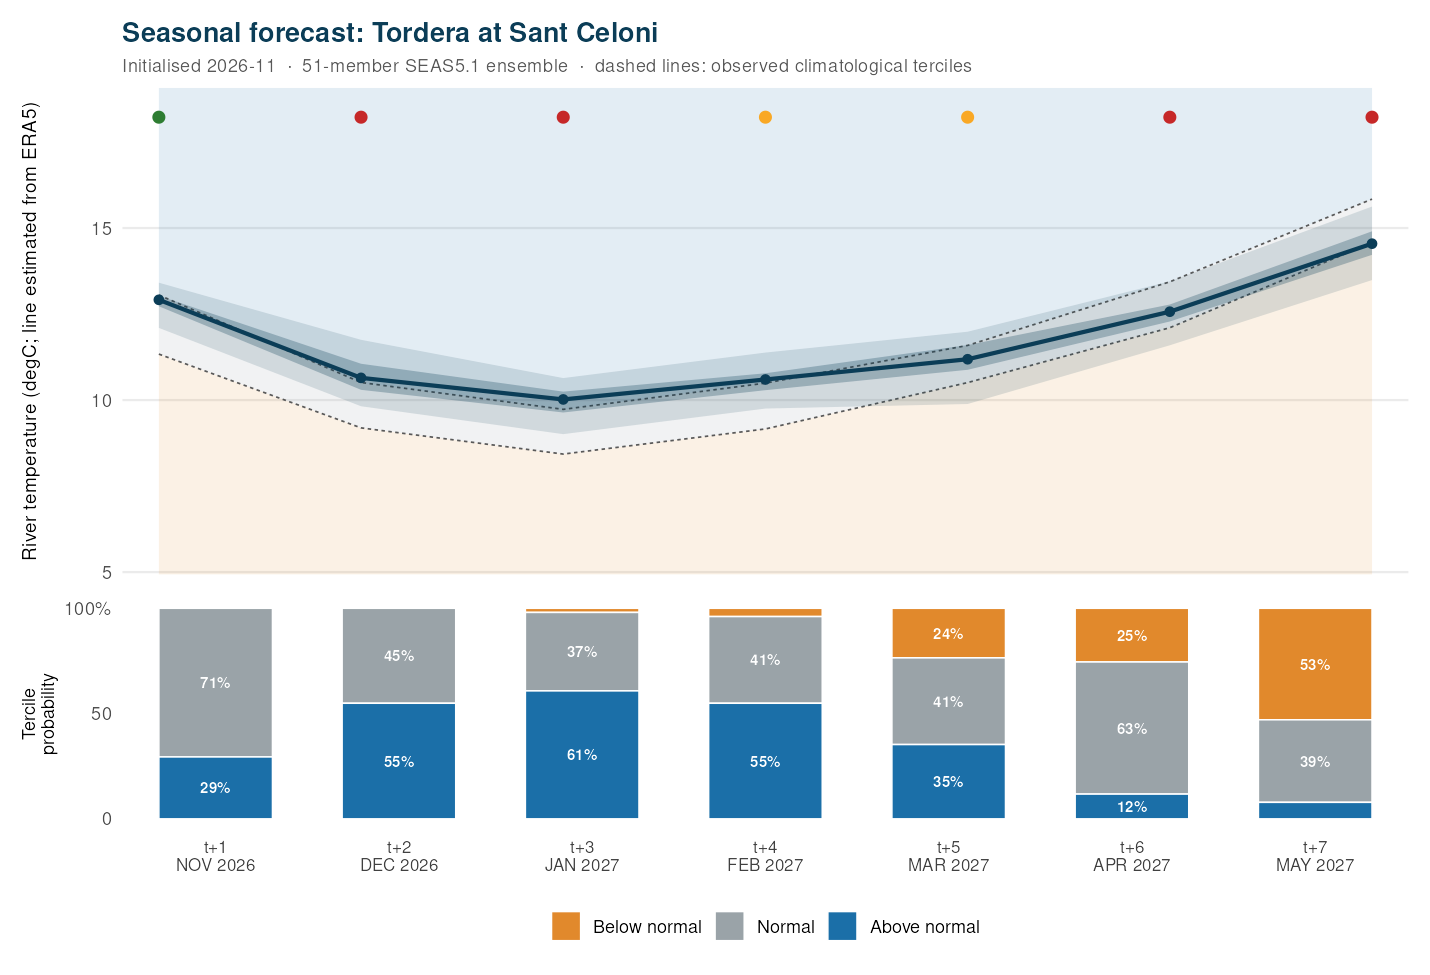 Seasonal forecast: Tordera at Sant Celoni
Initialised 2026-11 · 51-member SEAS5.1 ensemble · dashed lines: observed climatological terciles
River temperature (degC; line estimated from ERA5)
15
10
5
Tercile
probability
100%
50
0
71%
29%
45%
55%
37%
61%
41%
55%
24%
41%
35%
25%
63%
12%
53%
39%
t+1
NOV 2026
t+2
DEC 2026
t+3
JAN 2027
t+4
FEB 2027
t+5
MAR 2027
t+6
APR 2027
t+7
MAY 2027
Below normal
Normal
Above normal